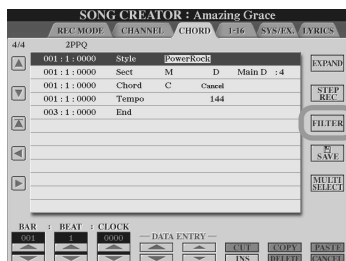 SONG CREATOR : Amazing Grace
REC MODE CHANNEL CHORD 1-16 SYS/EX. LYRICS
4/4 2PPQ
001 : 1 : 0000 Style PowerRock
001 : 1 : 0000 Sect M D Main D : 4
001 : 1 : 0000 Chord C Cancel
001 : 1 : 0000 Tempo 144
003 : 1 : 0000 End
EXPAND
STEP REC
FILTER
SAVE
MULTI SELECT
BAR : BEAT : CLOCK
001 1 0000
DATA ENTRY
CUT COPY PASTE
INS DELETE CANCEL